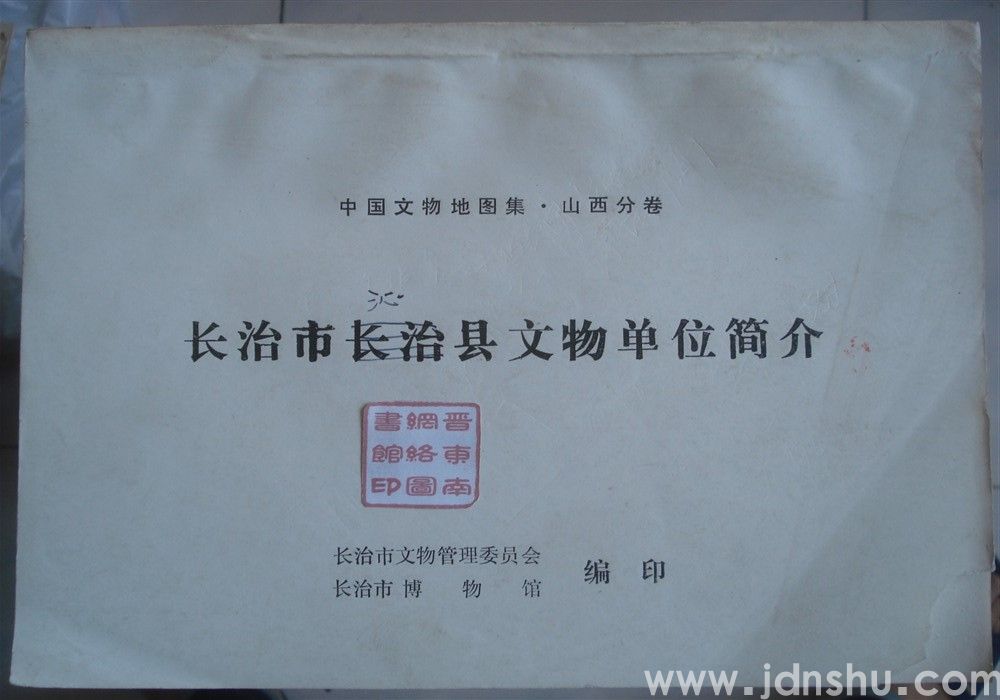 中国文物地图集·山西分卷
沁
长治市长治县文物单位简介
晋東南
網絡圖
書館印
长治市文物管理委员会
长治市博物馆
编印
www.jdnshu.com